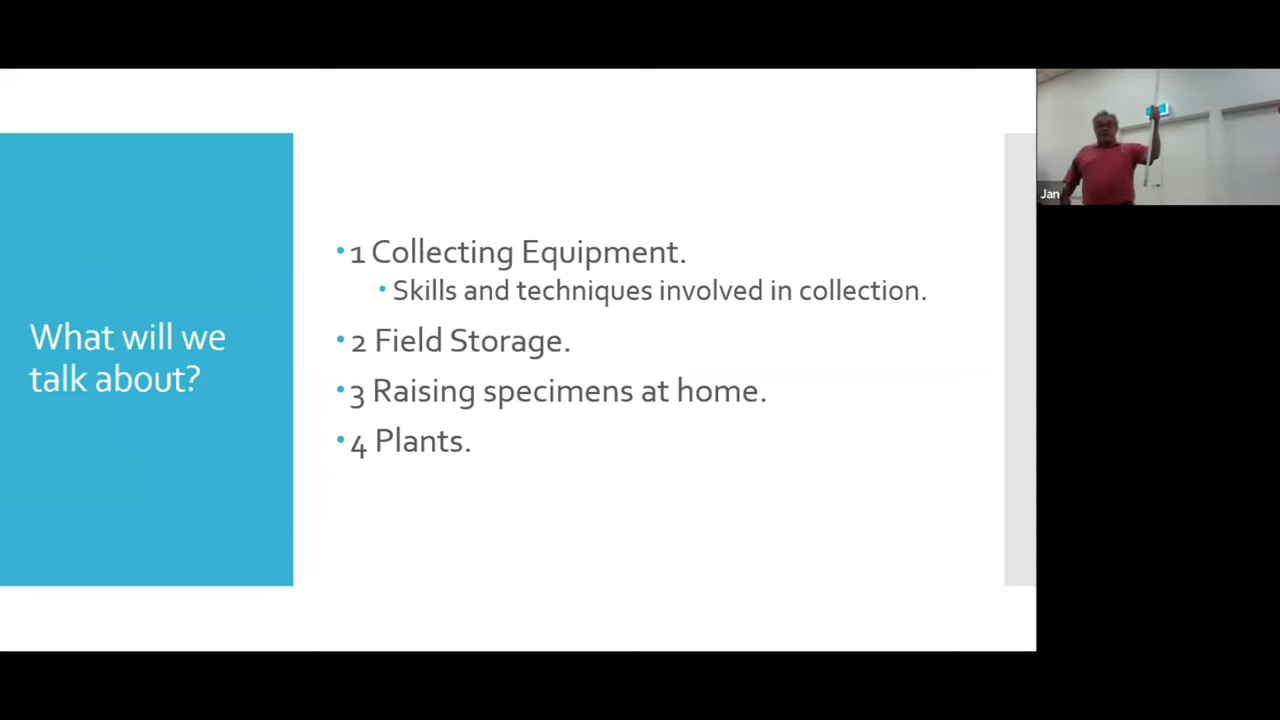 What will we
talk about?
1 Collecting Equipment.
Skills and techniques involved in collection.
2 Field Storage.
3 Raising specimens at home.
4 Plants.
Jan